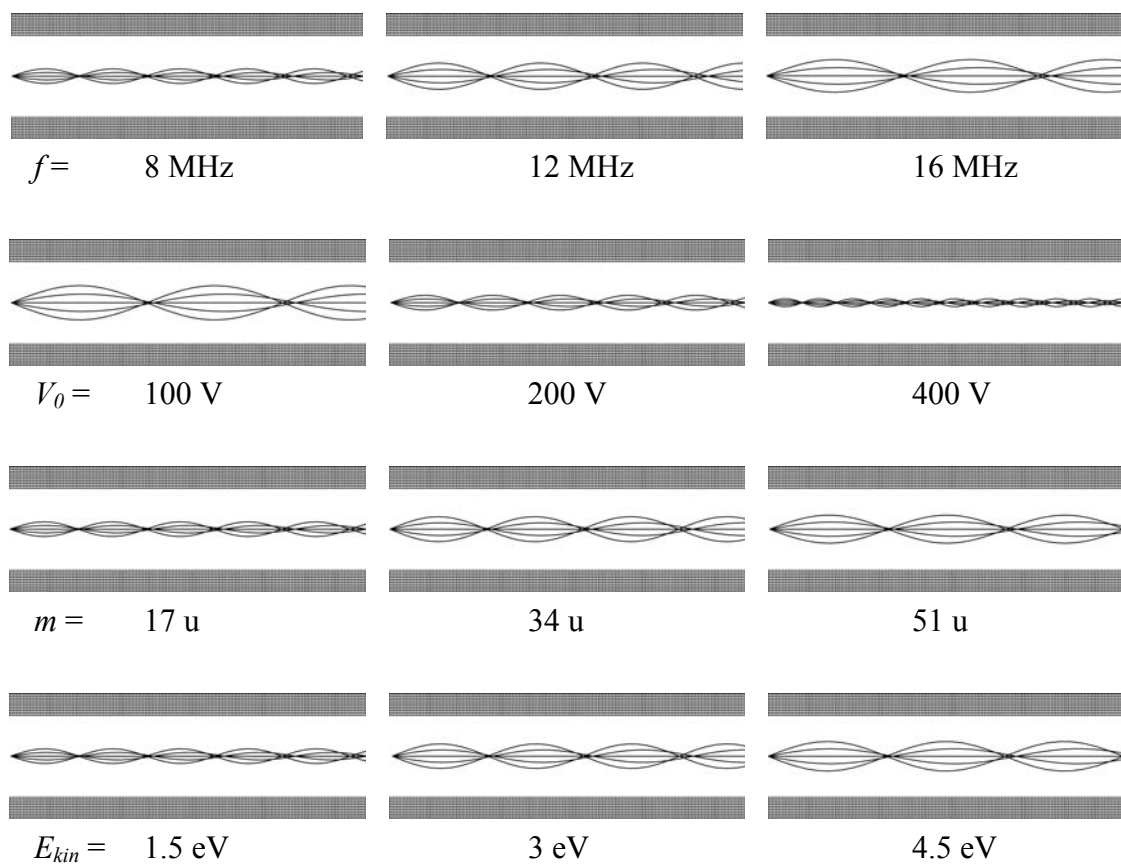 f = 8 MHz 12 MHz 16 MHz
V₀ = 100 V 200 V 400 V
m = 17 u 34 u 51 u
E_kin = 1.5 eV 3 eV 4.5 eV